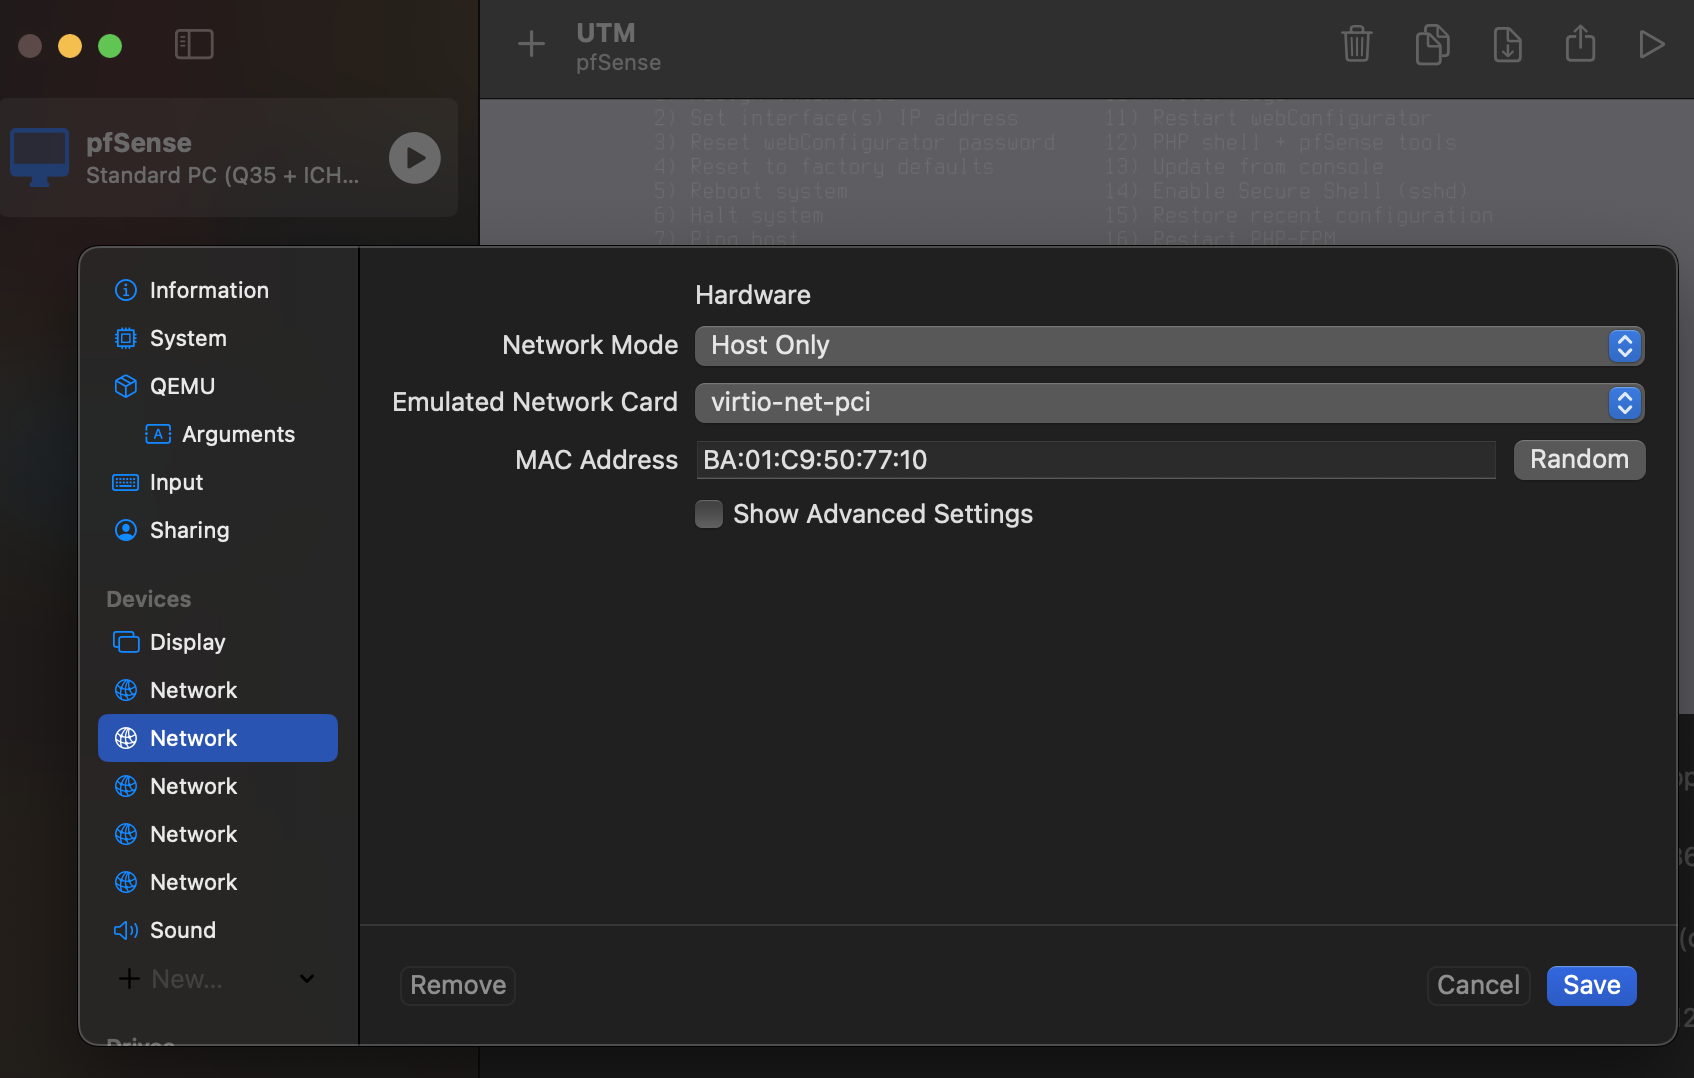 UTM
pfSense
pfSense
Standard PC (Q35 + ICH...
2) Set interface(s) IP address
11) Restart webConfigurator
3) Reset webConfigurator password
12) PHP shell + pfSense tools
4) Reset to factory defaults
13) Update from console
5) Reboot system
14) Enable Secure Shell (sshd)
6) Halt system
15) Restore recent configuration
7) Ping host
16) Restart PHP-FPM
Information
System
QEMU
Arguments
Input
Sharing
Devices
Display
Network
Network
Network
Network
Network
Sound
New...
Drives
Hardware
Network Mode
Host Only
Emulated Network Card
virtio-net-pci
MAC Address
BA:01:C9:50:77:10
Random
Show Advanced Settings
Remove
Cancel
Save